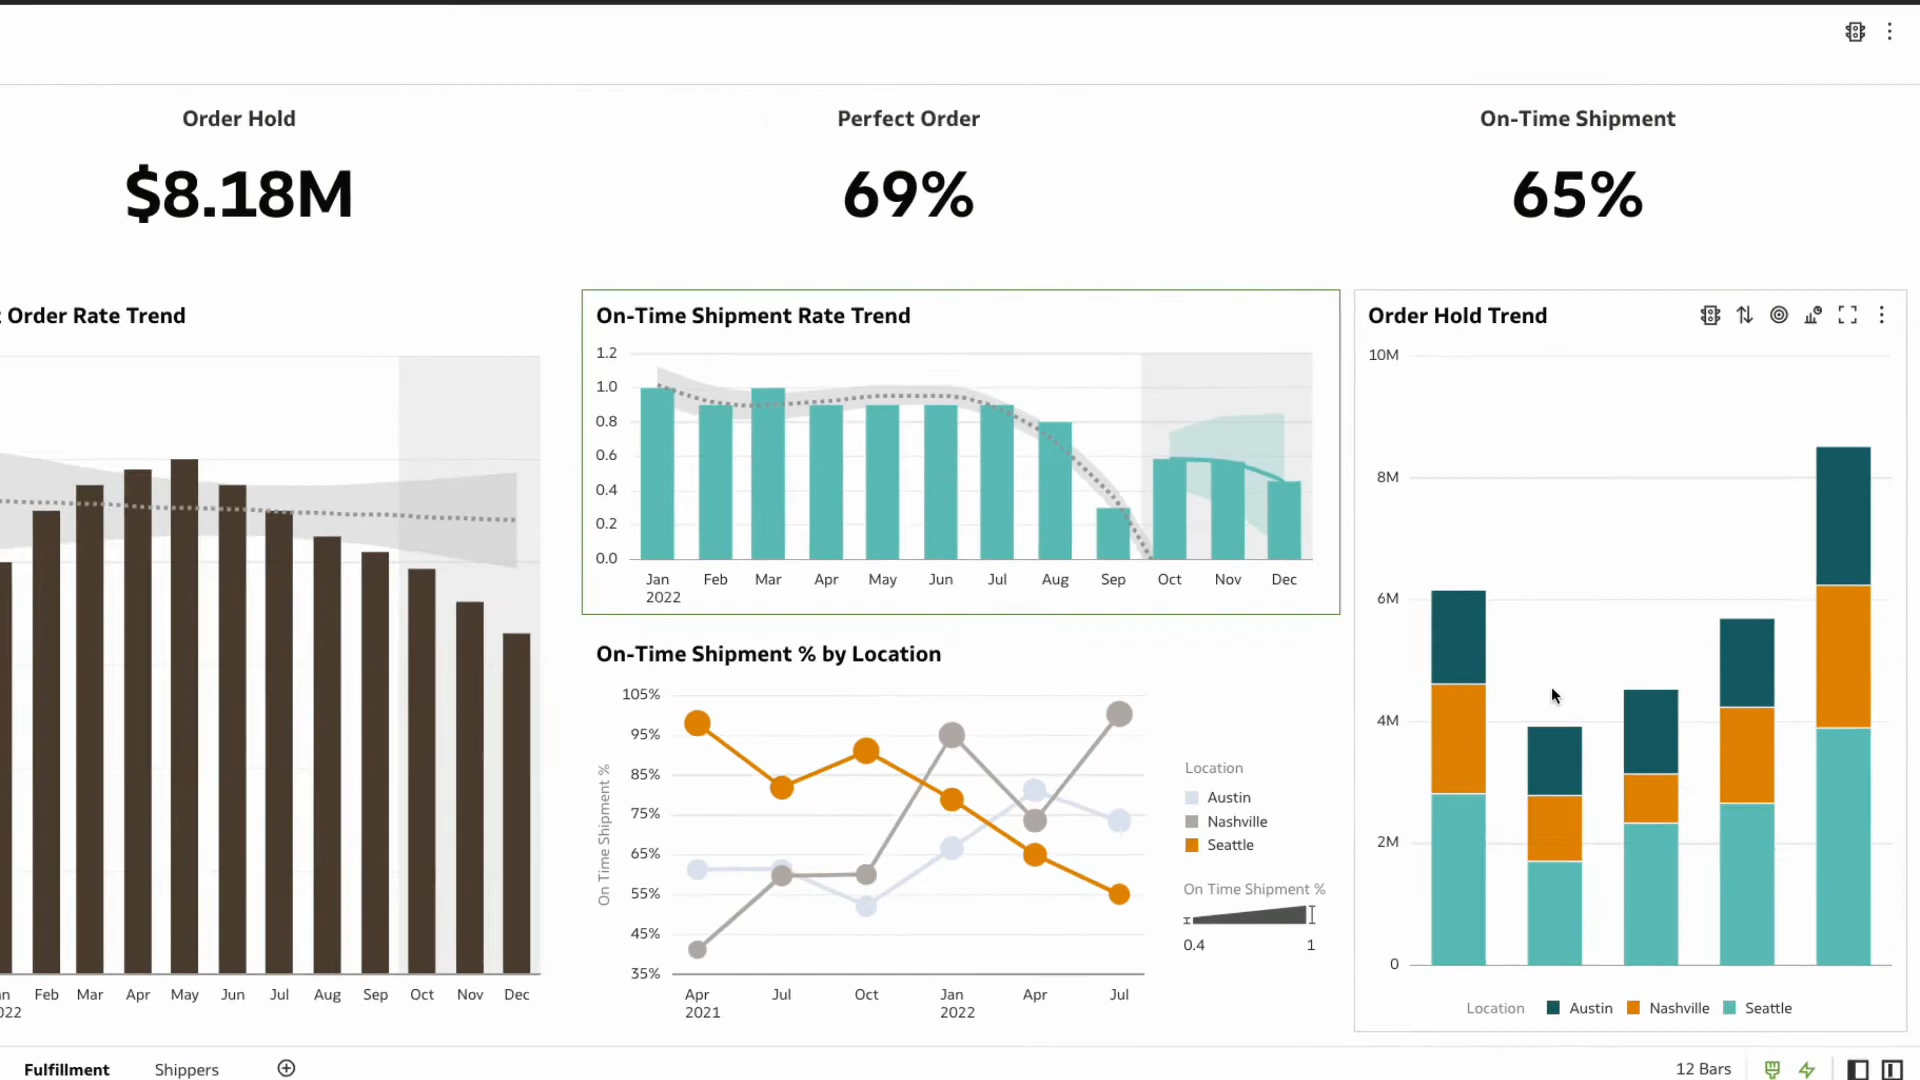 Order Hold
$8.18M
Perfect Order
69%
On-Time Shipment
65%
Order Rate Trend
Feb Mar Apr May Jun Jul Aug Sep Oct Nov Dec
On-Time Shipment Rate Trend
1.2
1.0
0.8
0.6
0.4
0.2
0.0
Jan Feb Mar Apr May Jun Jul Aug Sep Oct Nov Dec
2022
On-Time Shipment % by Location
On Time Shipment %
105%
95%
85%
75%
65%
55%
45%
35%
Apr Jul Oct Jan Apr Jul
2021 2022
Location
Austin
Nashville
Seattle
On Time Shipment %
0.4 1
Order Hold Trend
10M
8M
6M
4M
2M
0
Location Austin Nashville Seattle
Fulfillment Shippers
12 Bars